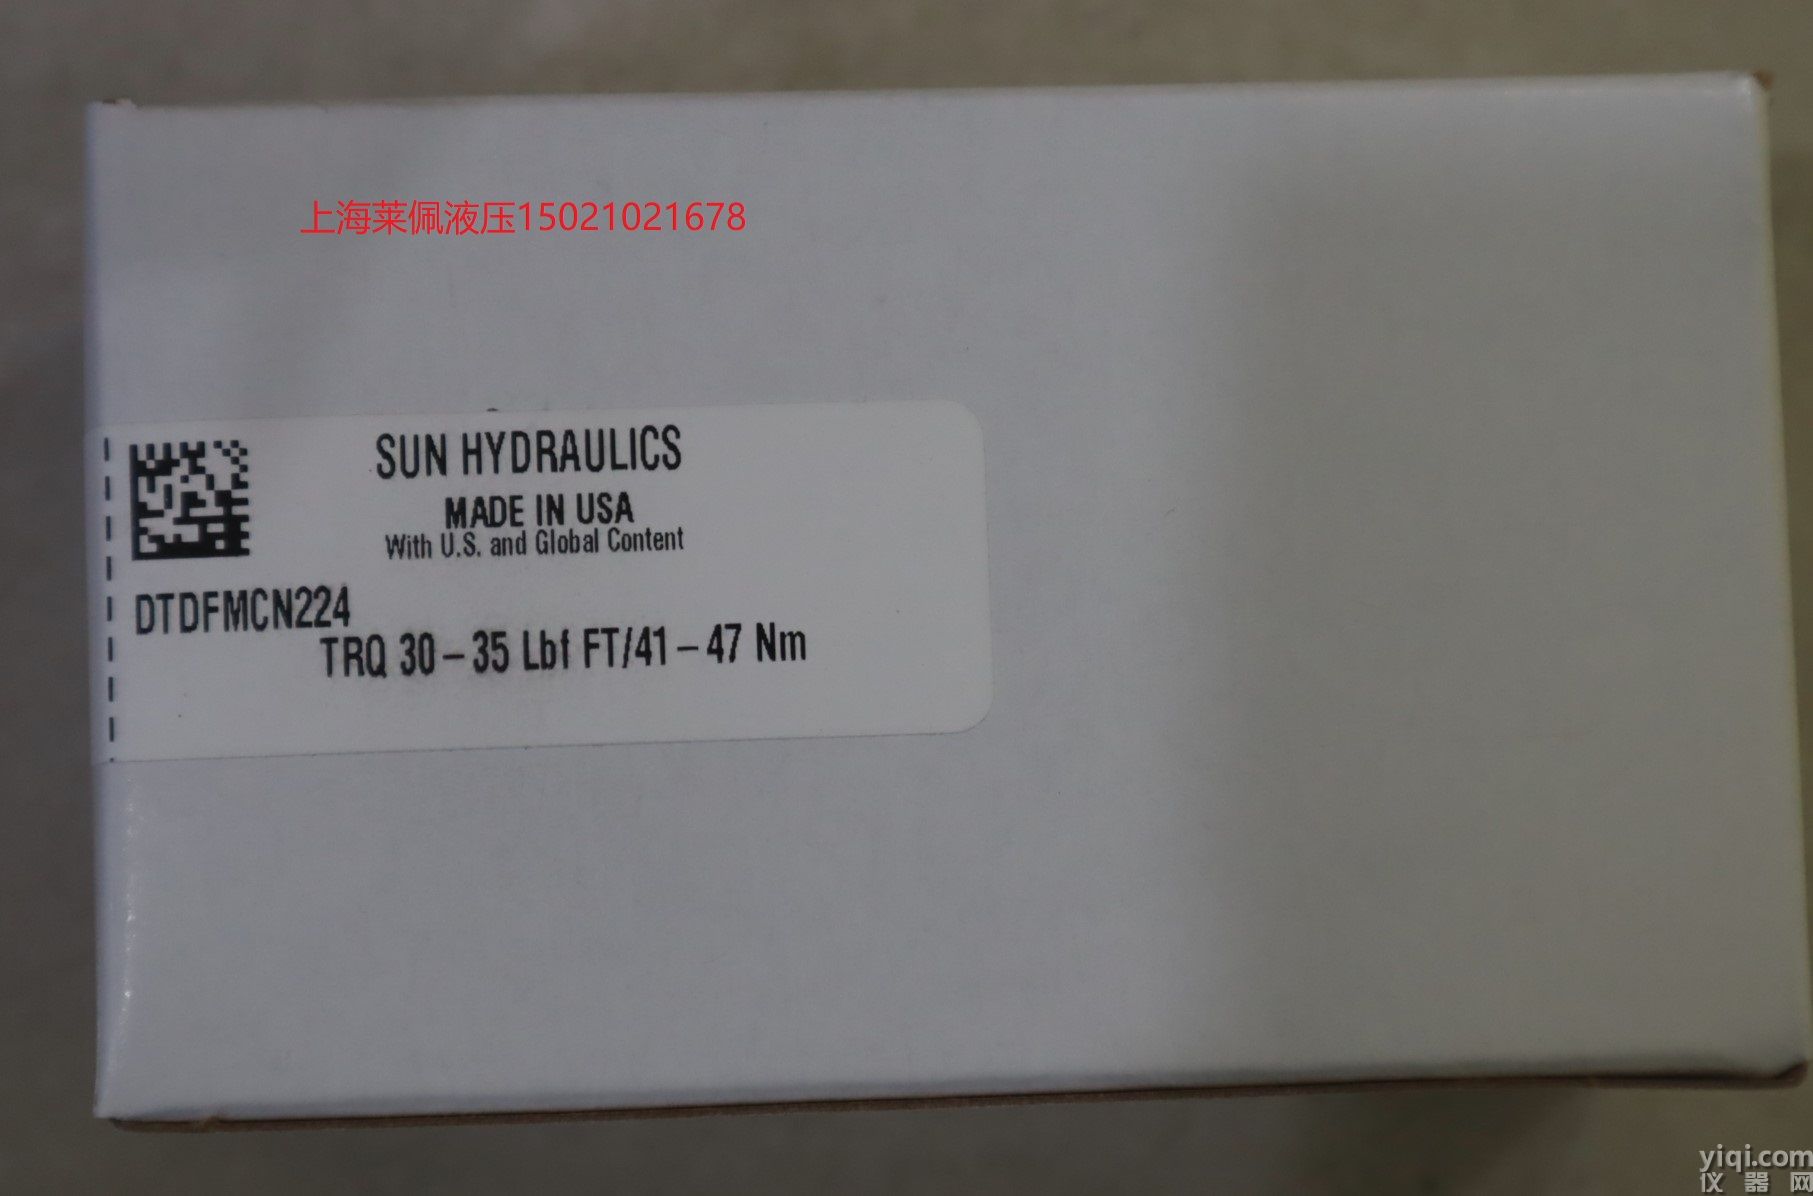 上海莱佩液压15021021678
SUN HYDRAULICS
MADE IN USA
With U.S. and Global Content
DTDFMCN224
TRQ 30–35 Lbf FT/41–47 Nm
yiqi.com
仪器网